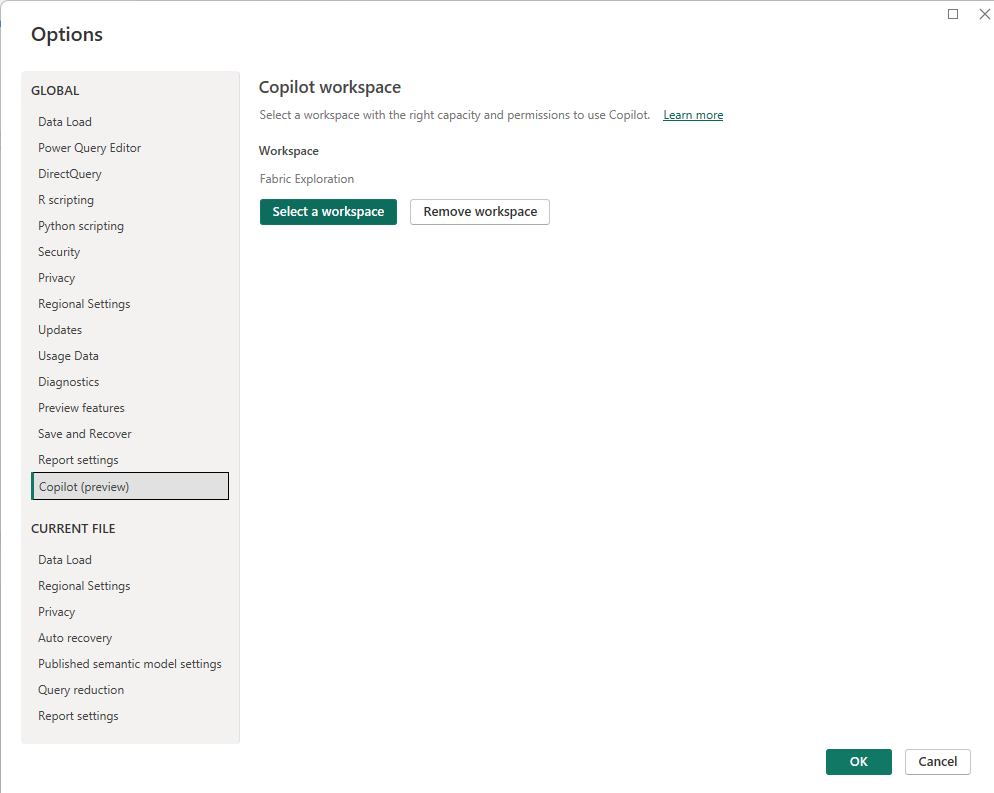 Options
GLOBAL
Data Load
Power Query Editor
DirectQuery
R scripting
Python scripting
Security
Privacy
Regional Settings
Updates
Usage Data
Diagnostics
Preview features
Save and Recover
Report settings
Copilot (preview)
CURRENT FILE
Data Load
Regional Settings
Privacy
Auto recovery
Published semantic model settings
Query reduction
Report settings
Copilot workspace
Select a workspace with the right capacity and permissions to use Copilot. Learn more
Workspace
Fabric Exploration
Select a workspace Remove workspace
OK Cancel